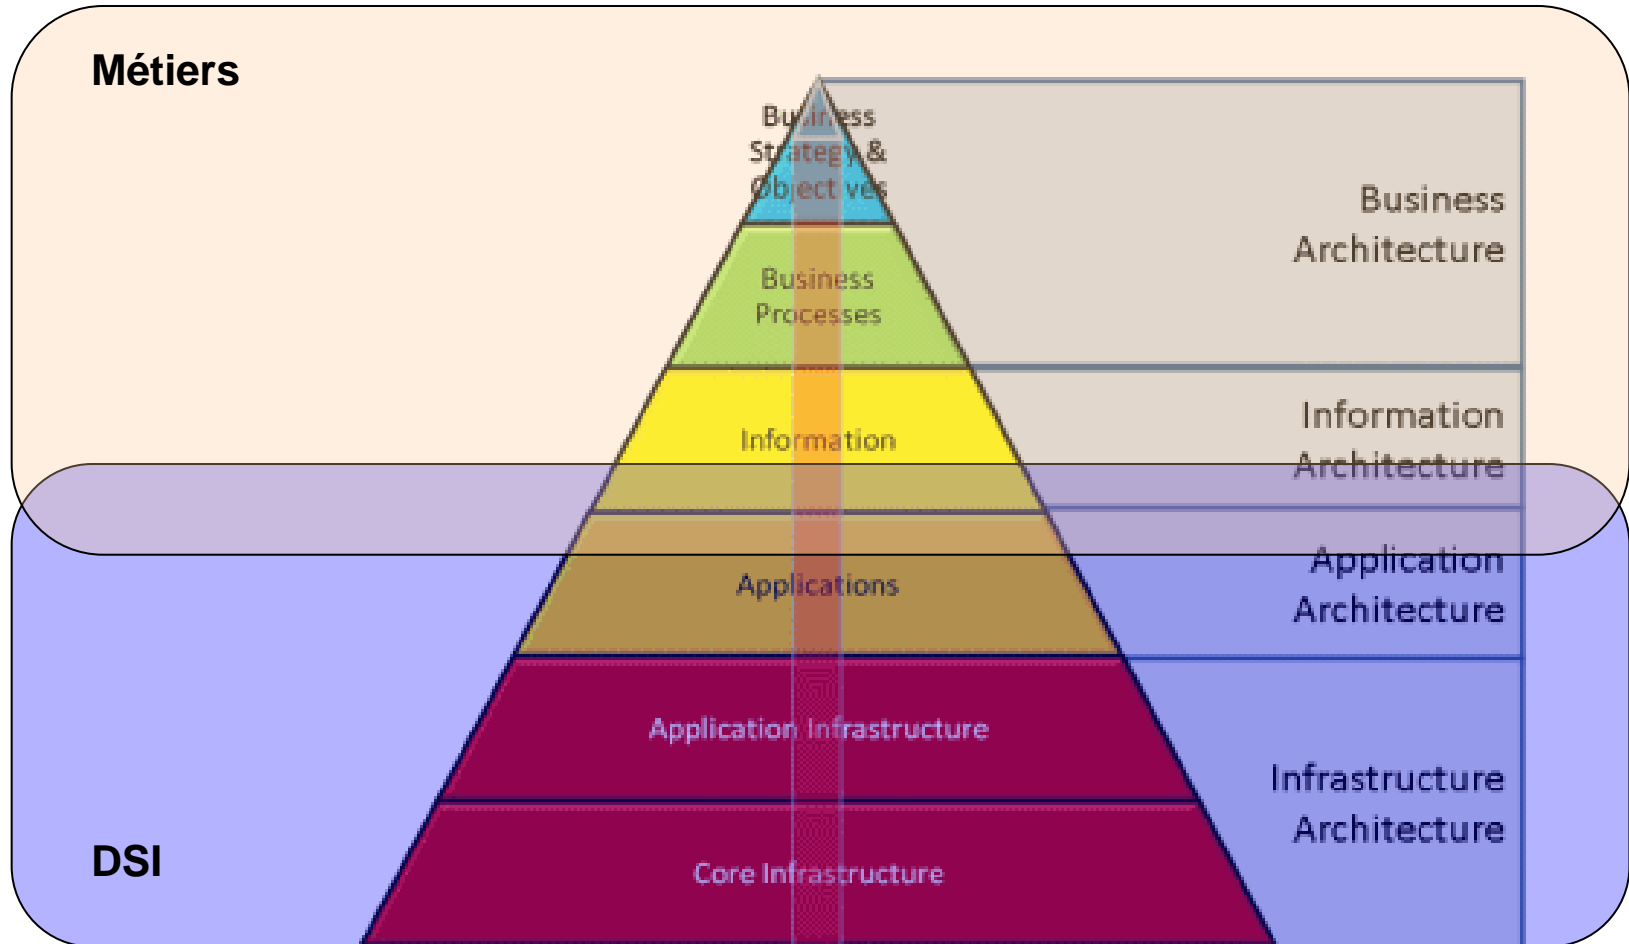 Métiers
Business
Strategy &
Objectives
Business
Architecture
Business
Processes
Information
Architecture
Information
Application
Architecture
Applications
Application Infrastructure
Infrastructure
Architecture
DSI
Core Infrastructure